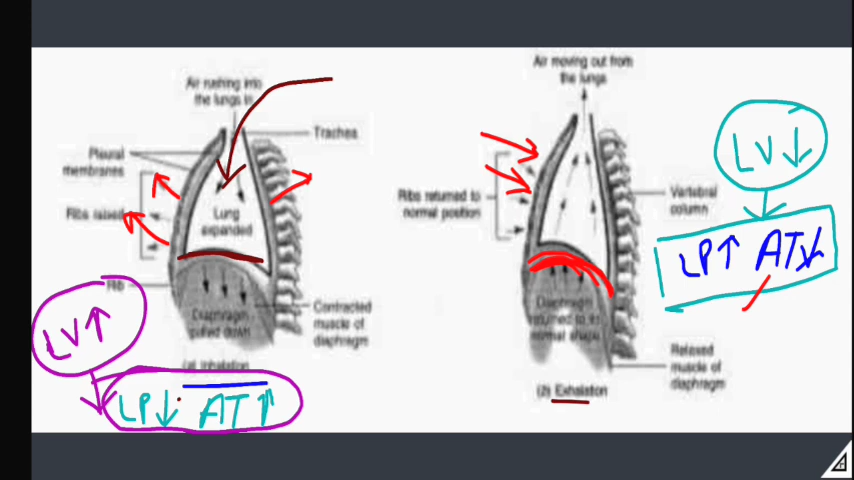 Air rushing into
the lungs in
Trachea
Pleural
membranes
Ribs raised
Lung
expanded
Rib
Diaphragm
pulled down
Contracted
muscle of
diaphragm
(a) Inhalation
LV↑
LP↓ AT↑
Air moving out from
the lungs
Ribs returned to
normal position
Vertebral
column
Diaphragm
returned to its
normal shape
Relaxed
muscle of
diaphragm
(2) Exhalation
LV↓
LP↑ AT↓